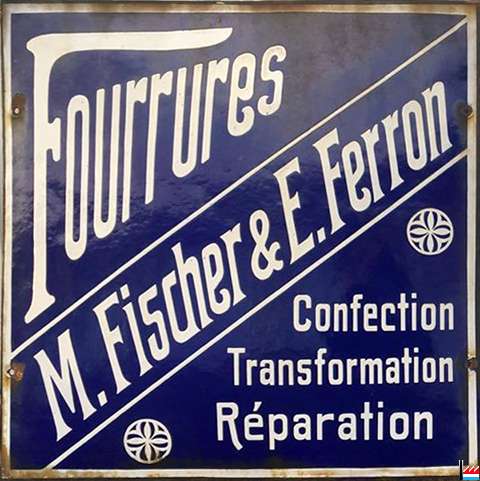 Fourrures
M. Fischer & E. Ferron
Confection
Transformation
Réparation